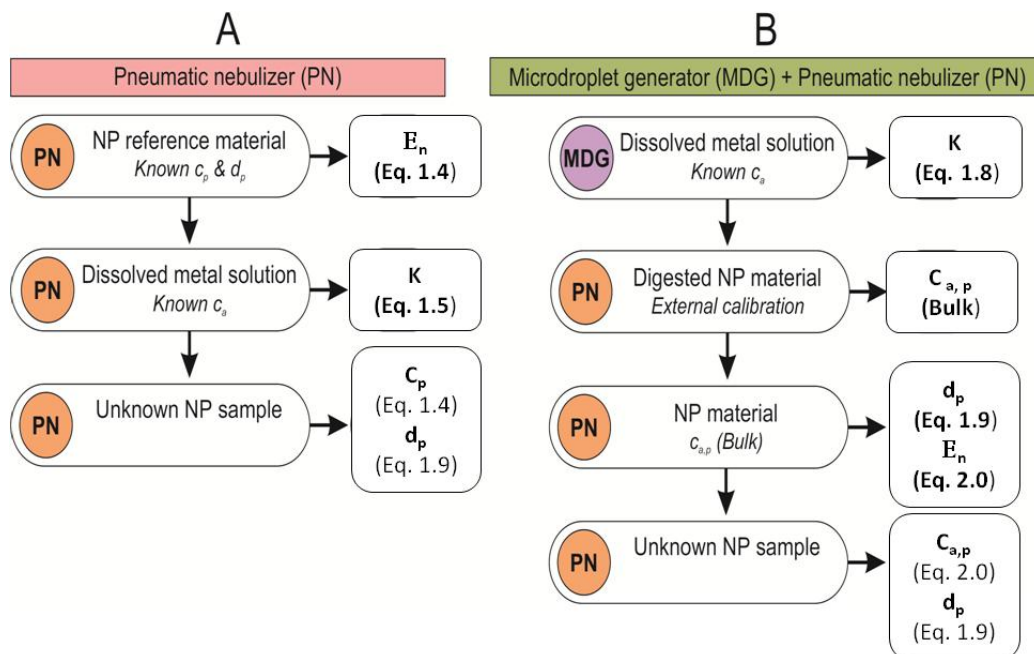 A
Pneumatic nebulizer (PN)
PN
NP reference material
Known cp & dp
En
(Eq. 1.4)
PN
Dissolved metal solution
Known ca
K
(Eq. 1.5)
PN
Unknown NP sample
Cp
(Eq. 1.4)
dp
(Eq. 1.9)
B
Microdroplet generator (MDG) + Pneumatic nebulizer (PN)
MDG
Dissolved metal solution
Known ca
K
(Eq. 1.8)
PN
Digested NP material
External calibration
Ca, p
(Bulk)
PN
NP material
ca,p (Bulk)
dp
(Eq. 1.9)
En
(Eq. 2.0)
PN
Unknown NP sample
Ca,p
(Eq. 2.0)
dp
(Eq. 1.9)